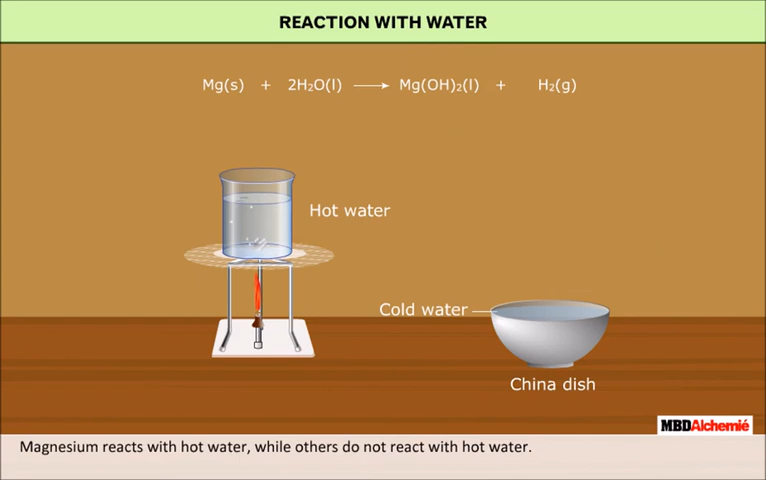 REACTION WITH WATER
Mg(s) + 2H₂O(l) ⟶ Mg(OH)₂(l) + H₂(g)
Hot water
Cold water
China dish
MBDAlchemié
Magnesium reacts with hot water, while others do not react with hot water.